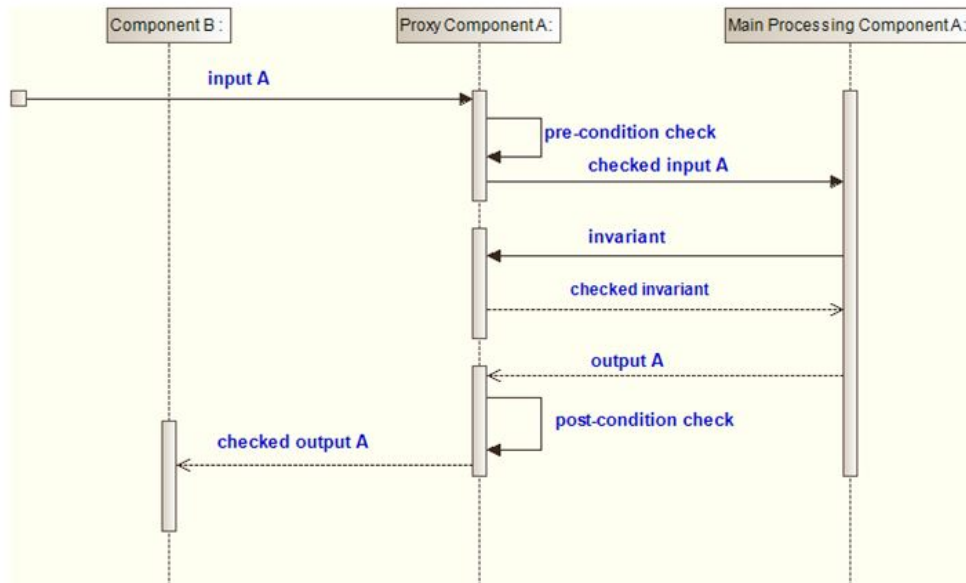 Component B :
Proxy Component A:
Main Processing Component A:
input A
pre-condition check
checked input A
invariant
checked invariant
output A
post-condition check
checked output A